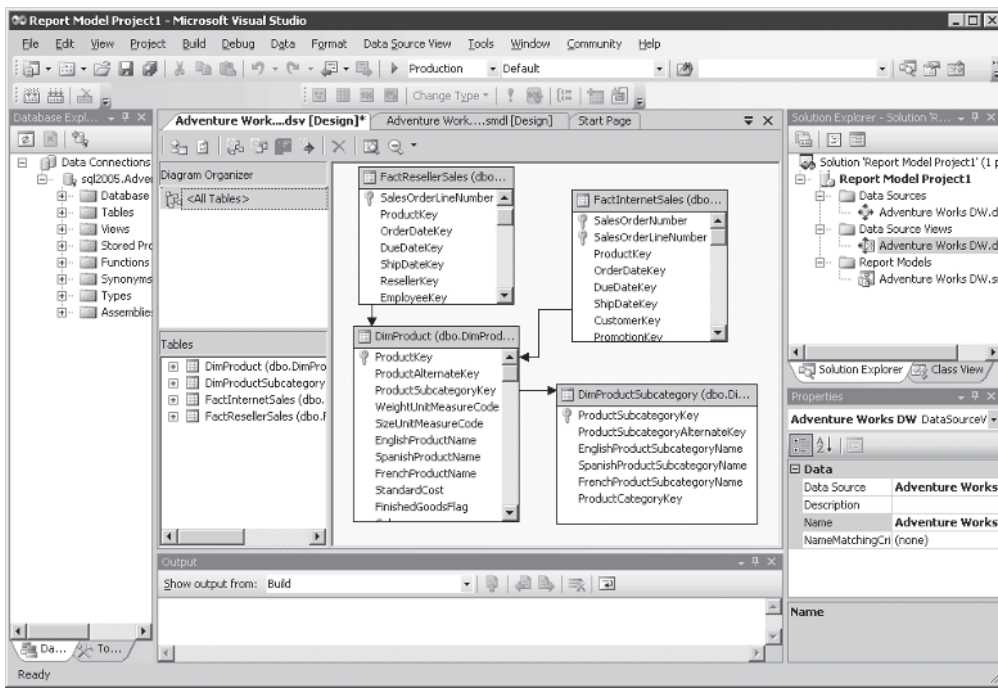 Report Model Project1 - Microsoft Visual Studio
File Edit View Project Build Debug Data Format Data Source View Tools Window Community Help
Production Default
Change Type
Database Expl...
Data Connections
sql2005.Adver
Database
Tables
Views
Stored Pro
Functions
Synonyms
Types
Assemblies
Da... To...
Adventure Work....dsv [Design]* Adventure Work....smdl [Design] Start Page
Diagram Organizer
<All Tables>
Tables
DimProduct (dbo.DimPro
DimProductSubcategory
FactInternetSales (dbo.
FactResellerSales (dbo.F
FactResellerSales (dbo...
SalesOrderLineNumber
ProductKey
OrderDateKey
DueDateKey
ShipDateKey
ResellerKey
EmployeeKey
FactInternetSales (dbo...
SalesOrderNumber
SalesOrderLineNumber
ProductKey
OrderDateKey
DueDateKey
ShipDateKey
CustomerKey
PromotionKey
DimProduct (dbo.DimProd...
ProductKey
ProductAlternateKey
ProductSubcategoryKey
WeightUnitMeasureCode
SizeUnitMeasureCode
EnglishProductName
SpanishProductName
FrenchProductName
StandardCost
FinishedGoodsFlag
DimProductSubcategory (dbo.Di...
ProductSubcategoryKey
ProductSubcategoryAlternateKey
EnglishProductSubcategoryName
SpanishProductSubcategoryName
FrenchProductSubcategoryName
ProductCategoryKey
Output
Show output from: Build
Solution Explorer - Solution 'R...
Solution 'Report Model Project1' (1 p
Report Model Project1
Data Sources
Adventure Works DW.d
Data Source Views
Adventure Works DW.d
Report Models
Adventure Works DW.s
Solution Explorer Class View
Properties
Adventure Works DW DataSourceV
Data
Data Source Adventure Works
Description
Name Adventure Works
NameMatchingCri (none)
Name
Ready